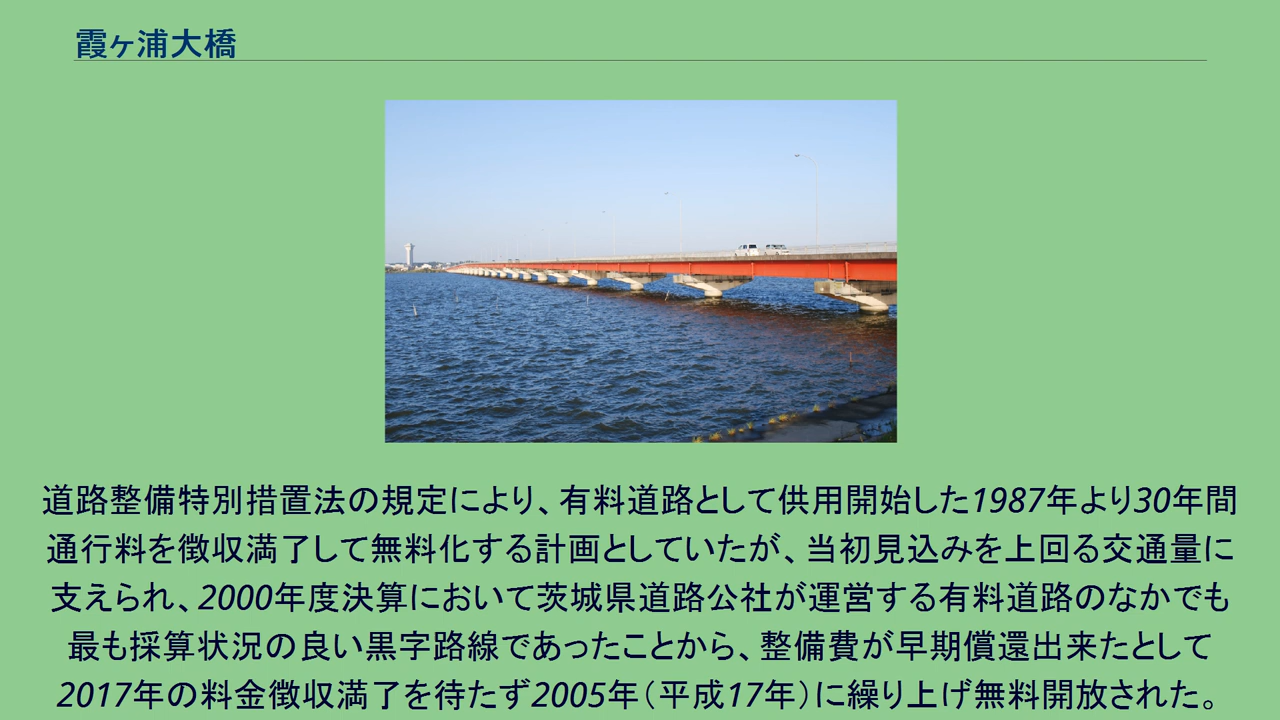 霞ヶ浦大橋
道路整備特別措置法の規定により、有料道路として供用開始した1987年より30年間
通行料を徴収満了して無料化する計画としていたが、当初見込みを上回る交通量に
支えられ、2000年度決算において茨城県道路公社が運営する有料道路のなかでも
最も採算状況の良い黒字路線であったことから、整備費が早期償還出来たとして
2017年の料金徴収満了を待たず2005年（平成17年）に繰り上げ無料開放された。